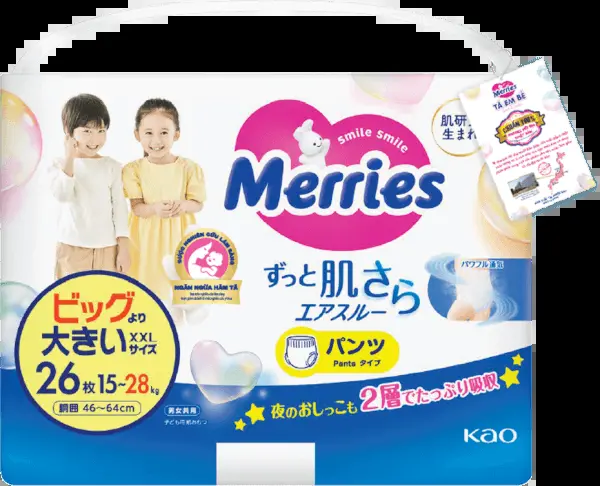 Merries
TÃ EM BÉ
肌研
生まれ
Smile Smile
Merries
ずっと肌さら
エアスルー
パワフル通気
NGĂN NGỪA HĂM TÃ
ビッグより
大きい XXL
サイズ
26枚 15~28kg
胴囲 46~64cm
パンツ
Pants タイプ
男女共用
夜のおしっこも2層でたっぷり吸収
Kao